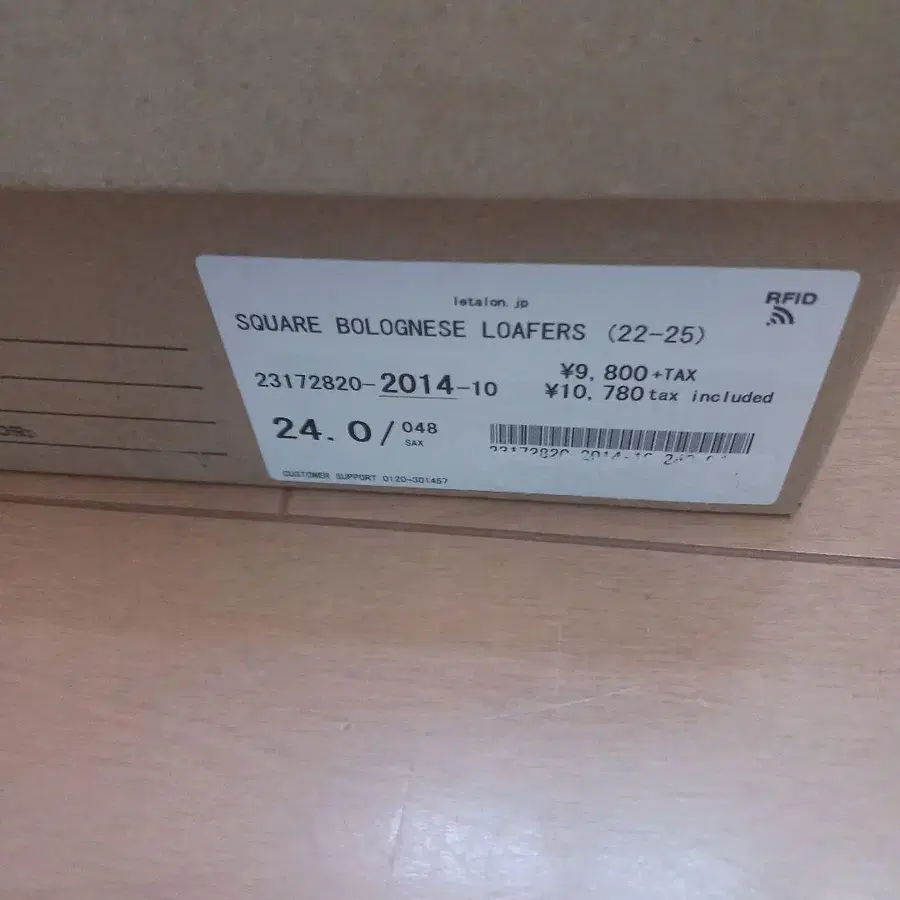 letalon.jp
RFID
SQUARE BOLOGNESE LOAFERS (22-25)
23172820-2014-10
¥9,800+TAX
¥10,780 tax included
24.0/048
SAX
CUSTOMER SUPPORT 0120-301457